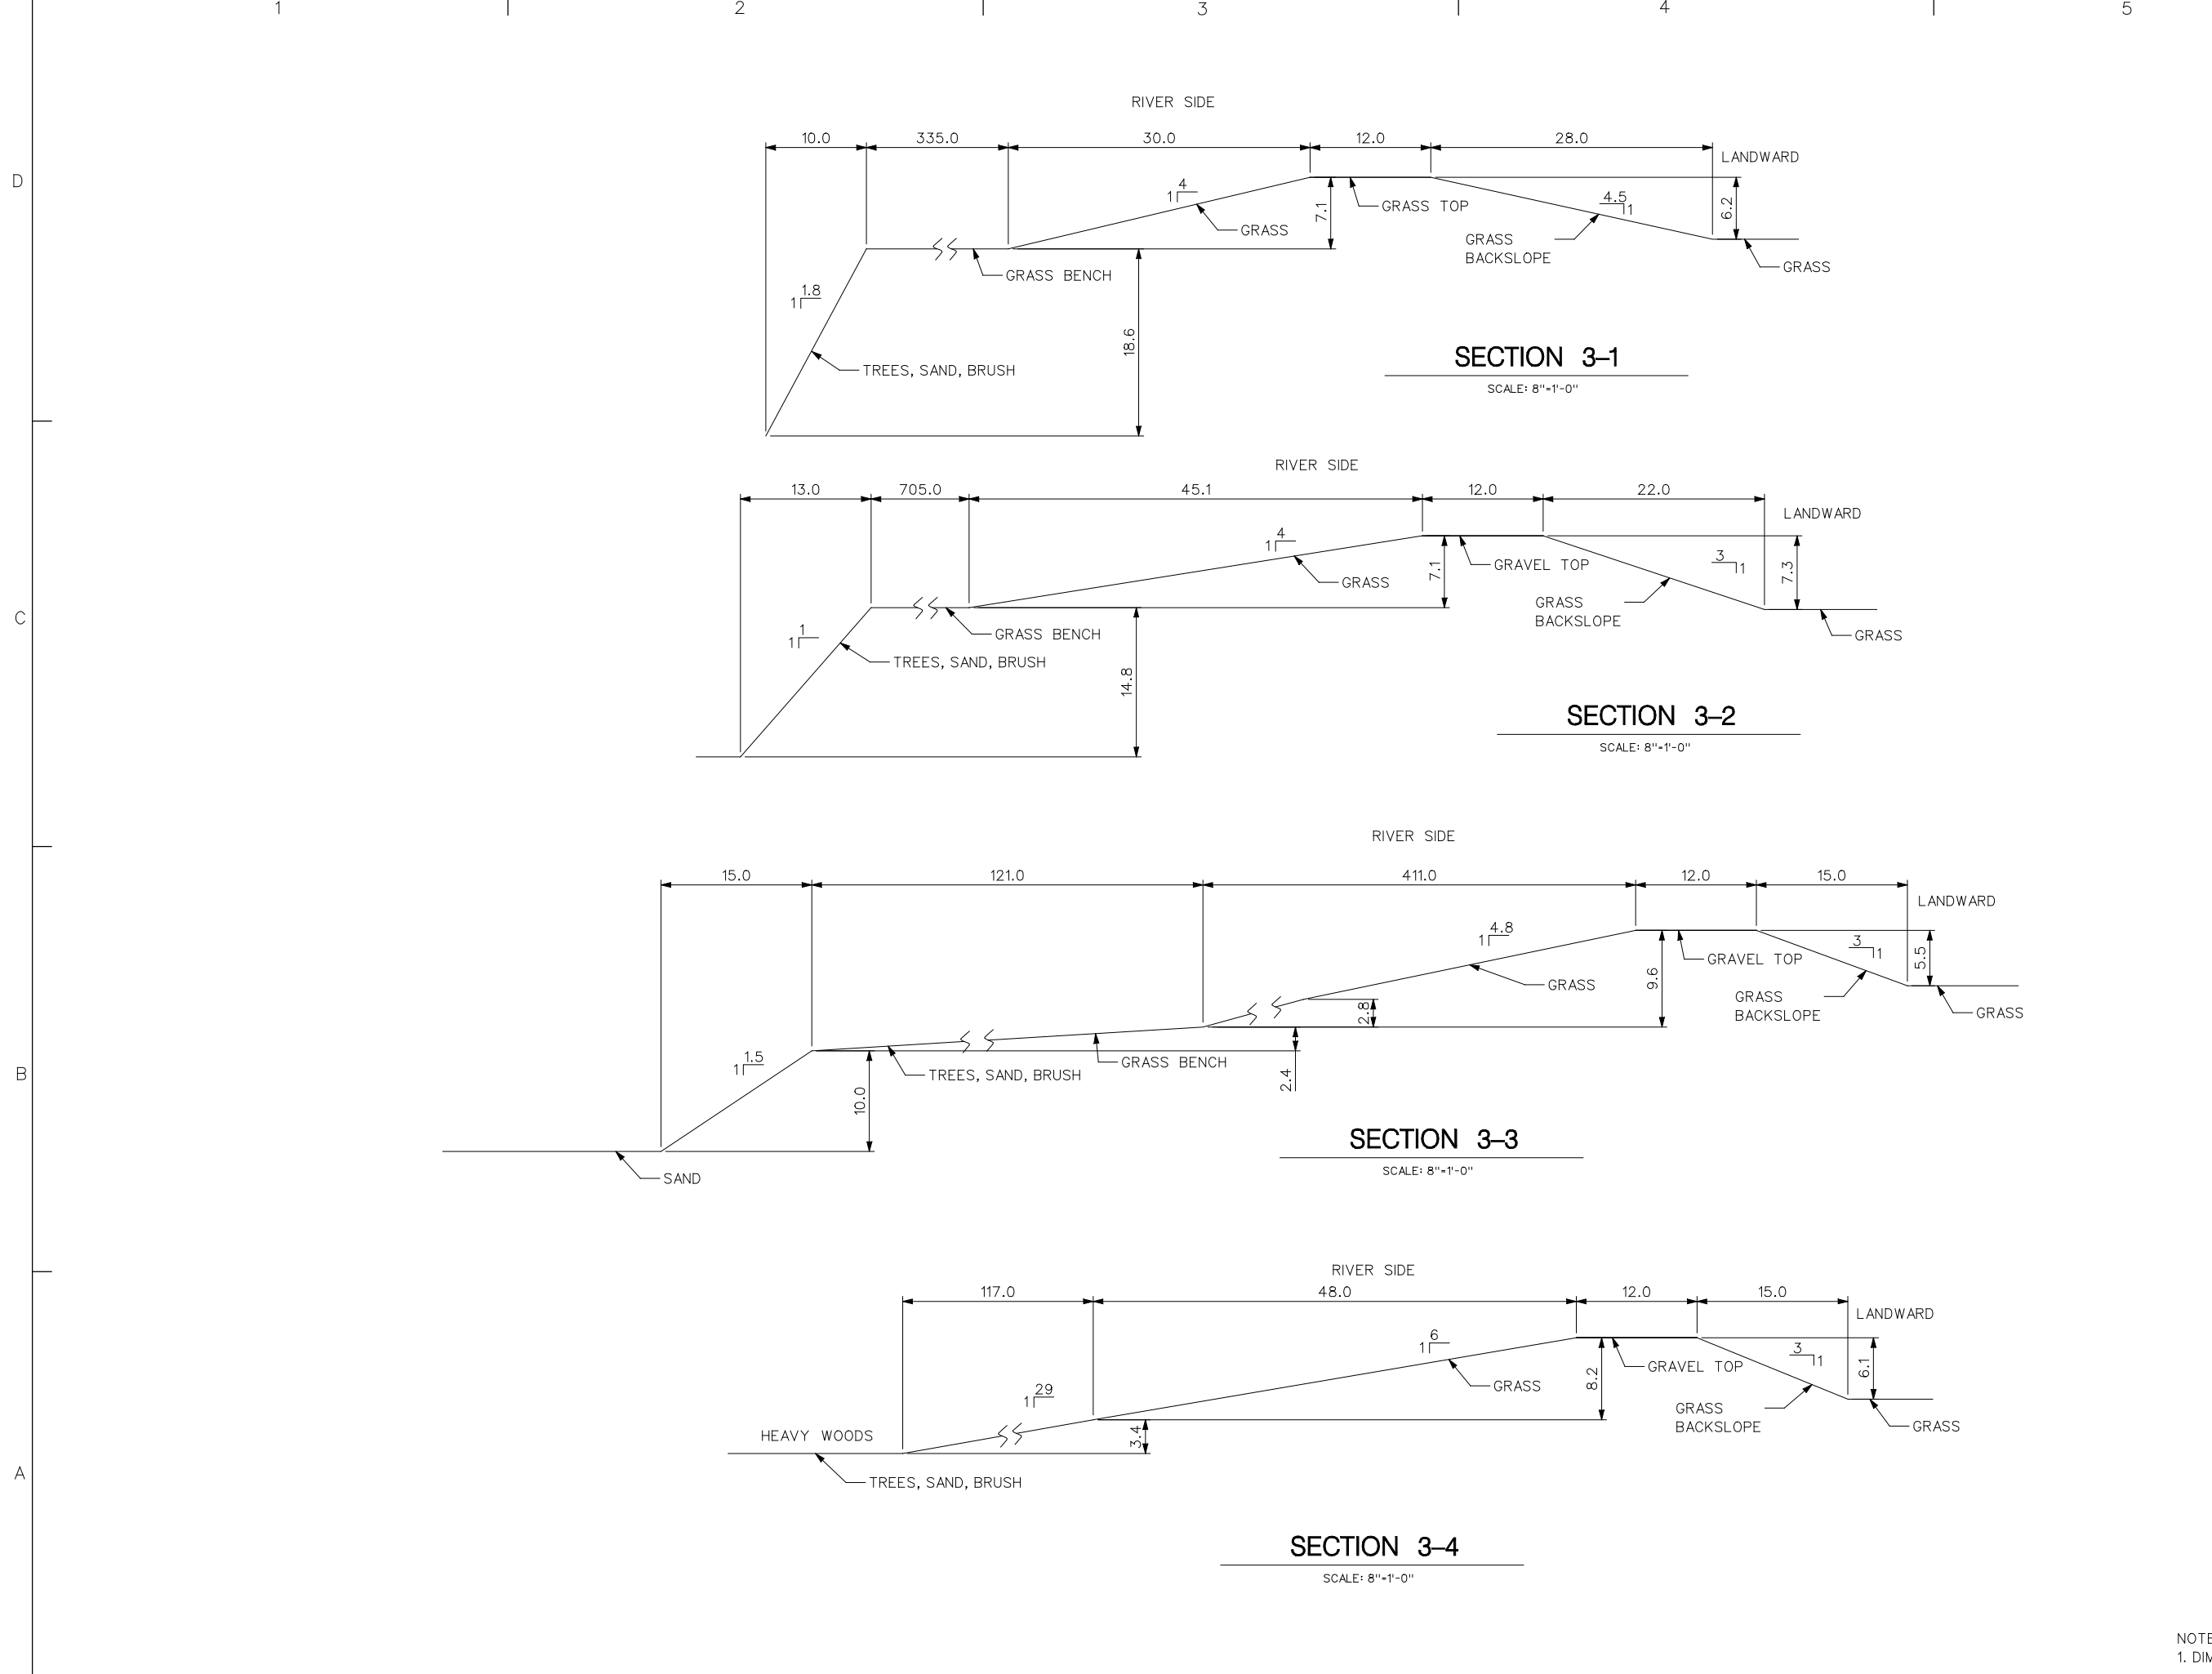 1 2 3 4 5
D
C
B
A
RIVER SIDE
10.0 335.0 30.0 12.0 28.0
LANDWARD
4
1
7.1
GRASS TOP
GRASS
4.5
1
6.2
GRASS
BACKSLOPE
GRASS
GRASS BENCH
1.8
1
18.6
TREES, SAND, BRUSH
SECTION 3-1
SCALE: 8"=1'-0"
RIVER SIDE
13.0 705.0 45.1 12.0 22.0
LANDWARD
4
1
7.1
GRAVEL TOP
GRASS
3
1
7.3
GRASS
BACKSLOPE
GRASS
GRASS BENCH
1
1
TREES, SAND, BRUSH
14.8
SECTION 3-2
SCALE: 8"=1'-0"
RIVER SIDE
15.0 121.0 411.0 12.0 15.0
LANDWARD
4.8
1
9.6
GRAVEL TOP
GRASS
3
1
5.5
GRASS
BACKSLOPE
GRASS
2.8
GRASS BENCH
2.4
1.5
1
TREES, SAND, BRUSH
10.0
SAND
SECTION 3-3
SCALE: 8"=1'-0"
RIVER SIDE
117.0 48.0 12.0 15.0
LANDWARD
6
1
8.2
GRAVEL TOP
GRASS
3
1
6.1
GRASS
BACKSLOPE
GRASS
29
1
3.4
HEAVY WOODS
TREES, SAND, BRUSH
SECTION 3-4
SCALE: 8"=1'-0"
NOTE
1. DIM